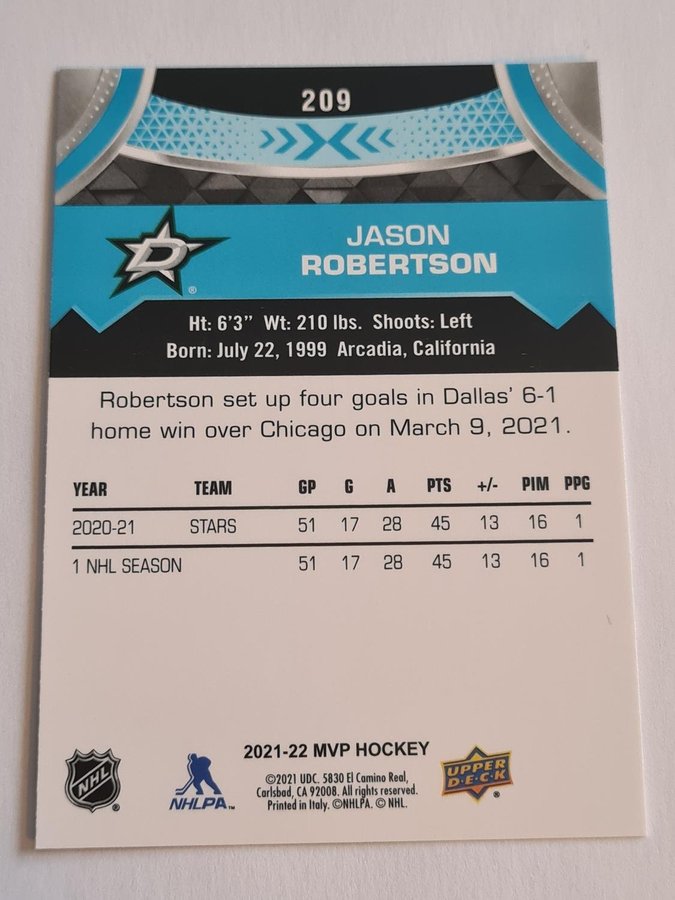 209
JASON
ROBERTSON
D
®
Ht: 6'3" Wt: 210 lbs. Shoots: Left
Born: July 22, 1999 Arcadia, California
Robertson set up four goals in Dallas' 6-1
home win over Chicago on March 9, 2021.
YEAR TEAM GP G A PTS +/- PIM PPG
2020-21 STARS 51 17 28 45 13 16 1
1 NHL SEASON 51 17 28 45 13 16 1
2021-22 MVP HOCKEY
©2021 UDC. 5830 El Camino Real,
Carlsbad, CA 92008. All rights reserved.
Printed in Italy. ©NHLPA. © NHL.
NHL ®
NHLPA™
UPPER
DECK ®